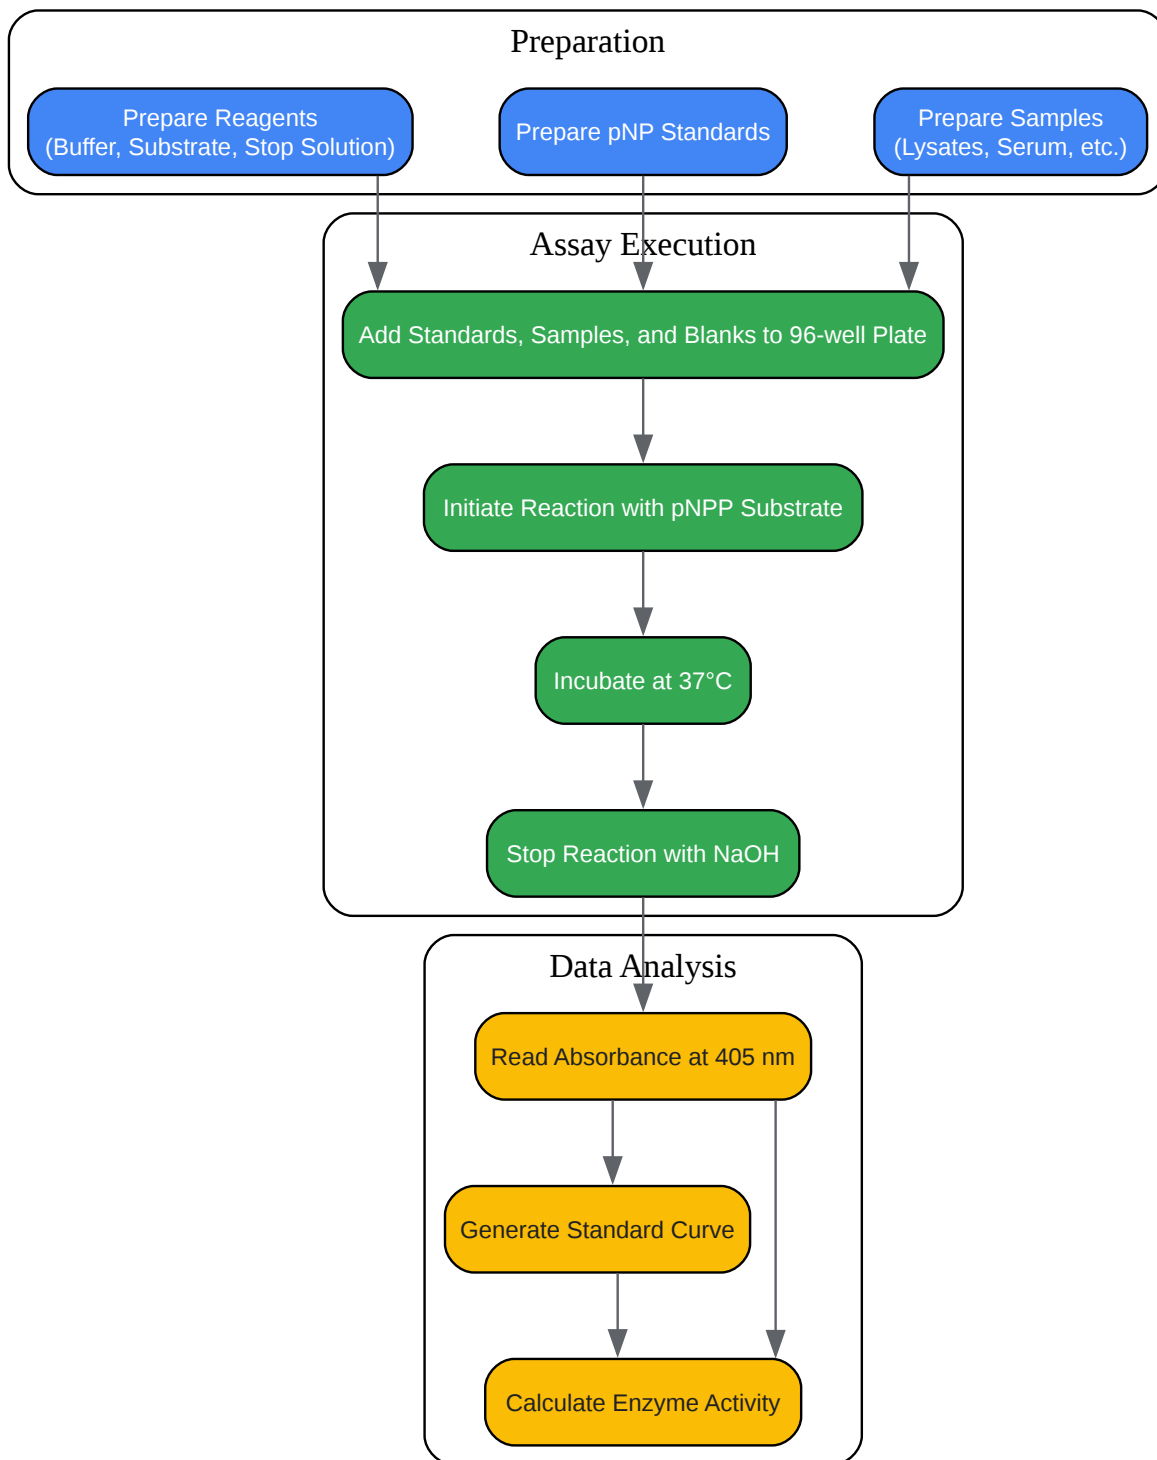 Preparation
Prepare Reagents
(Buffer, Substrate, Stop Solution)
Prepare pNP Standards
Prepare Samples
(Lysates, Serum, etc.)
Assay Execution
Add Standards, Samples, and Blanks to 96-well Plate
Initiate Reaction with pNPP Substrate
Incubate at 37°C
Stop Reaction with NaOH
Data Analysis
Read Absorbance at 405 nm
Generate Standard Curve
Calculate Enzyme Activity